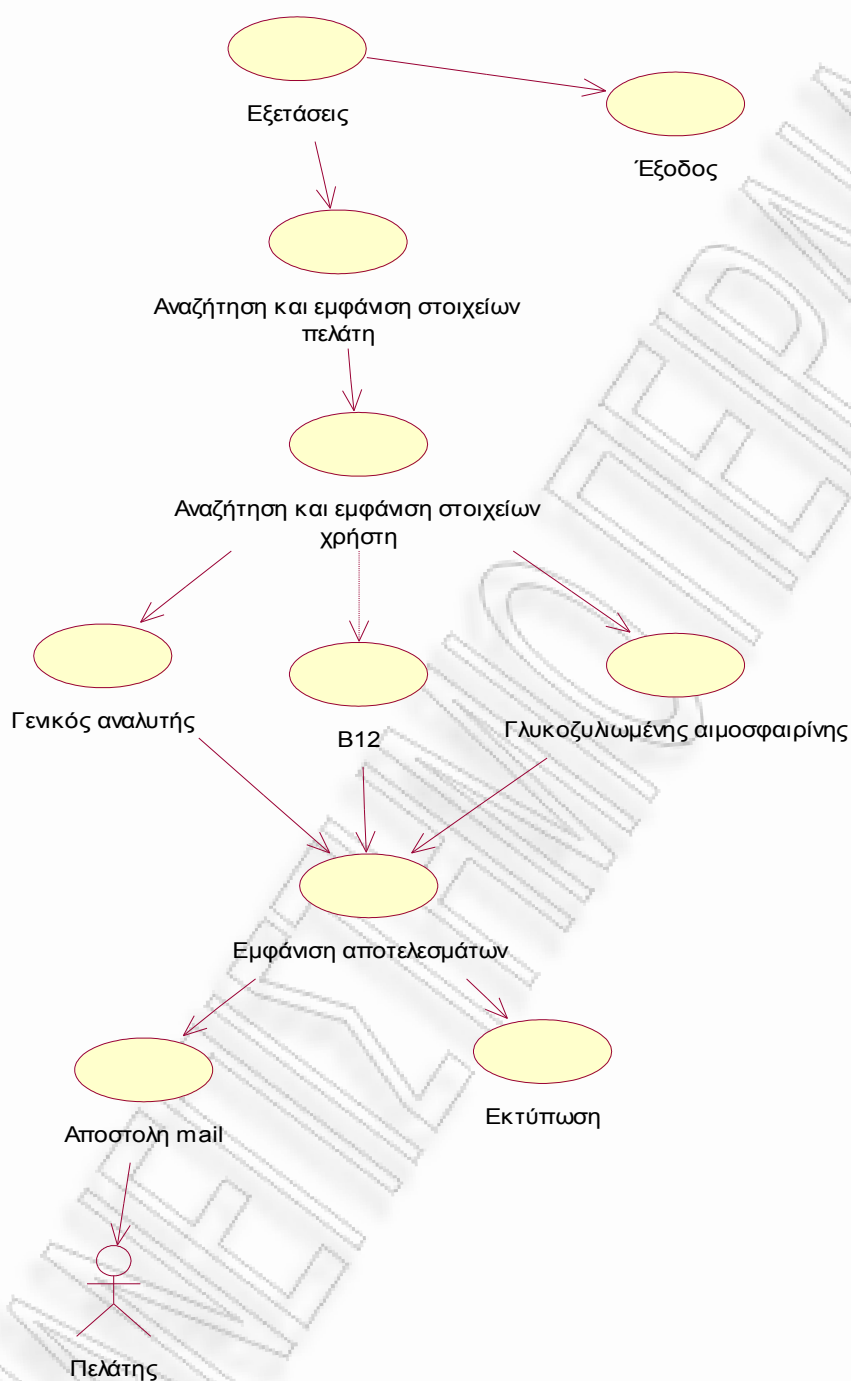 Εξετάσεις
Έξοδος
Αναζήτηση και εμφάνιση στοιχείων
πελάτη
Αναζήτηση και εμφάνιση στοιχείων
χρήστη
Γενικός αναλυτής
B12
Γλυκοζυλιωμένης αιμοσφαιρίνης
Εμφάνιση αποτελεσμάτων
Αποστολη mail
Εκτύπωση
Πελάτης